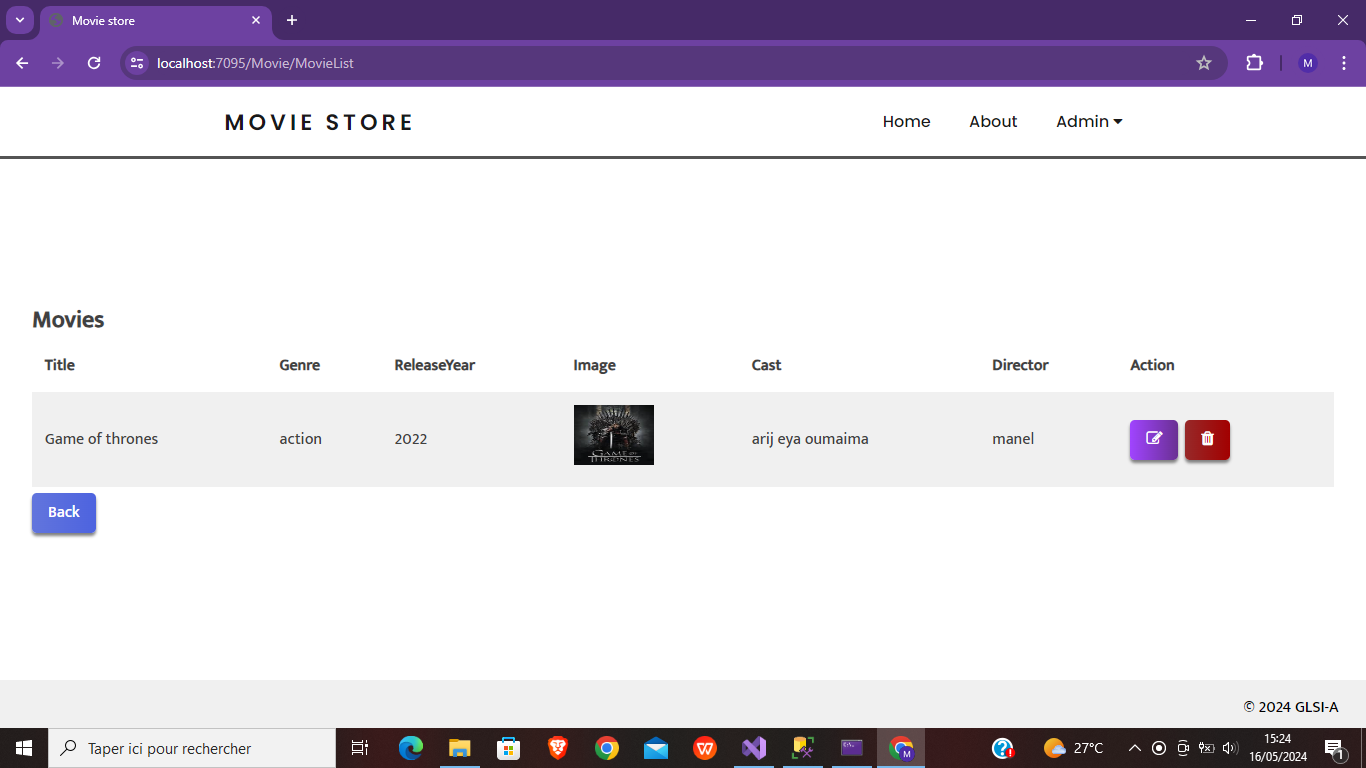 Movie store
localhost:7095/Movie/MovieList
M
MOVIE STORE
Home About Admin
Movies
Title Genre ReleaseYear Image Cast Director Action
Game of thrones action 2022 arij eya oumaima manel
GAME OF
THRONES
Back
© 2024 GLSI-A
Taper ici pour rechercher
27°C
15:24
16/05/2024
1